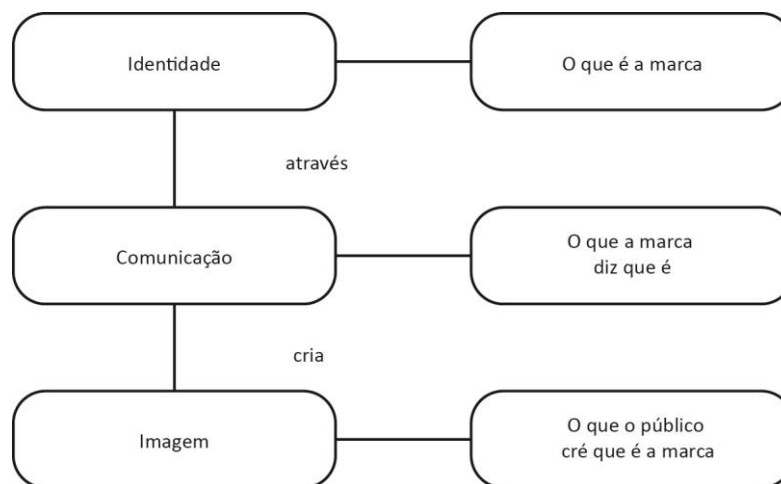 Identidade
O que é a marca
através
Comunicação
O que a marca
diz que é
cria
Imagem
O que o público
cré que é a marca